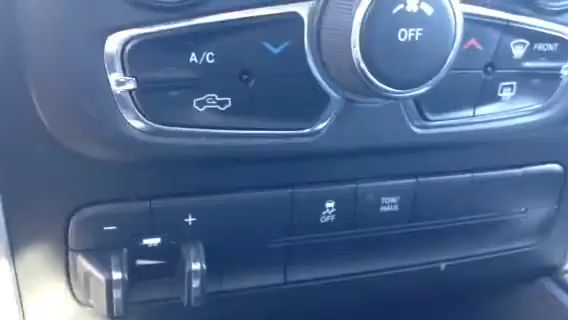 A/C
OFF
FRONT
− +
OFF
TOW/
HAUL